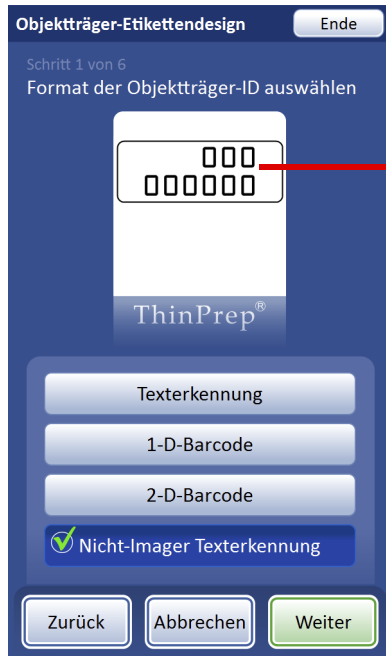 Objektträger-Etikettendesign
Ende
Schritt 1 von 6
Format der Objektträger-ID auswählen
000
000000
ThinPrep®
Texterkennung
1-D-Barcode
2-D-Barcode
Nicht-Imager Texterkennung
Zurück
Abbrechen
Weiter